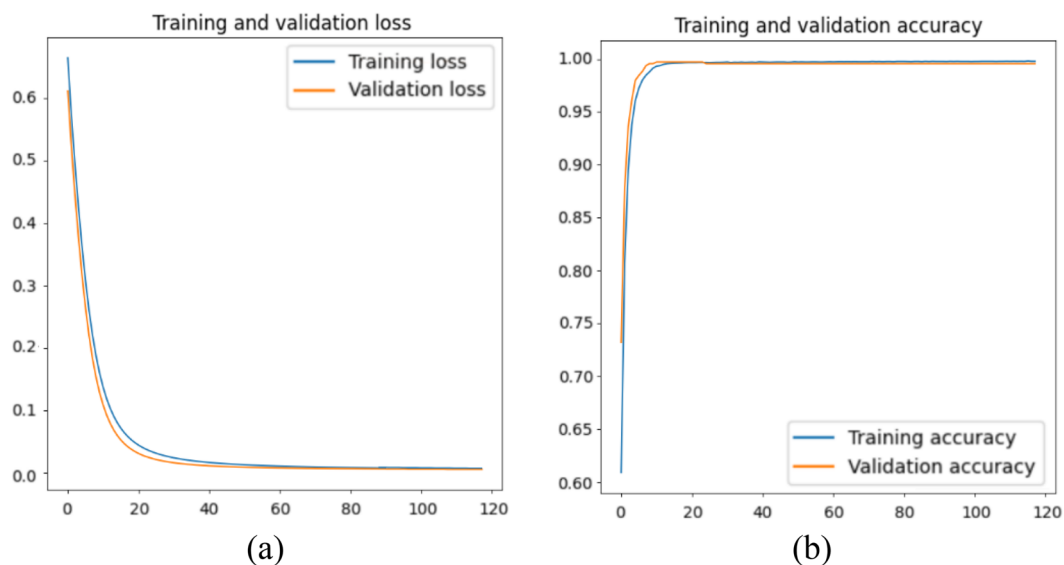 Training and validation loss
Training loss
Validation loss
0.6
0.5
0.4
0.3
0.2
0.1
0.0
0 20 40 60 80 100 120
(a)
Training and validation accuracy
1.00
0.95
0.90
0.85
0.80
0.75
0.70
0.65
0.60
Training accuracy
Validation accuracy
0 20 40 60 80 100 120
(b)